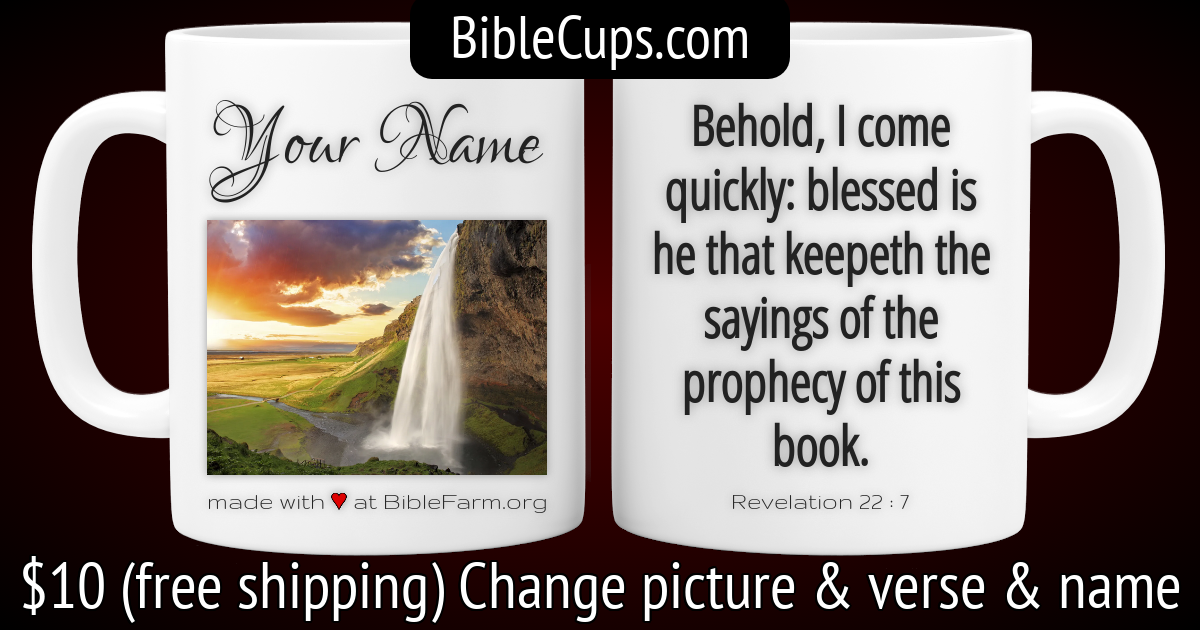 BibleCups.com
Your Name
made with ♥ at BibleFarm.org
Behold, I come
quickly: blessed is
he that keepeth the
sayings of the
prophecy of this
book.
Revelation 22 : 7
$10 (free shipping) Change picture & verse & name